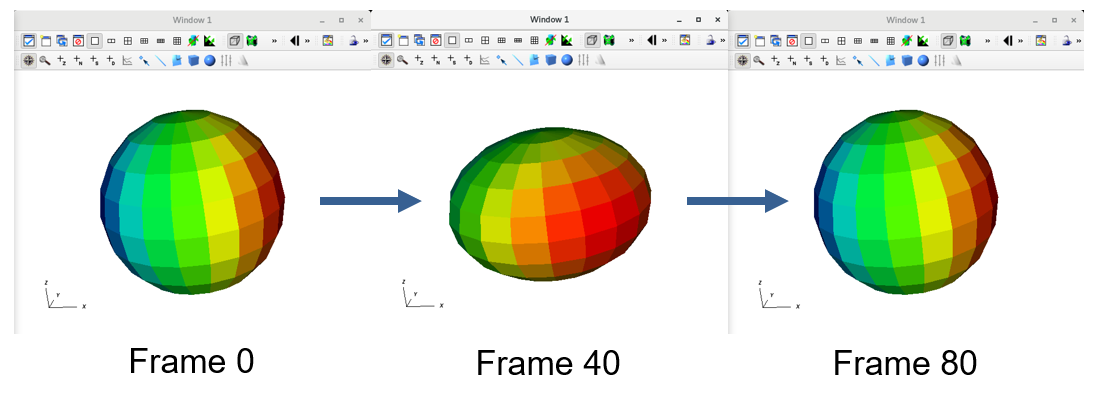 Window 1
Window 1
Window 1
» »
» »
» »
Z N S D
Z N S D
Z N S D
Z
Y
X
Z
Y
X
Z
Y
X
Frame 0
Frame 40
Frame 80